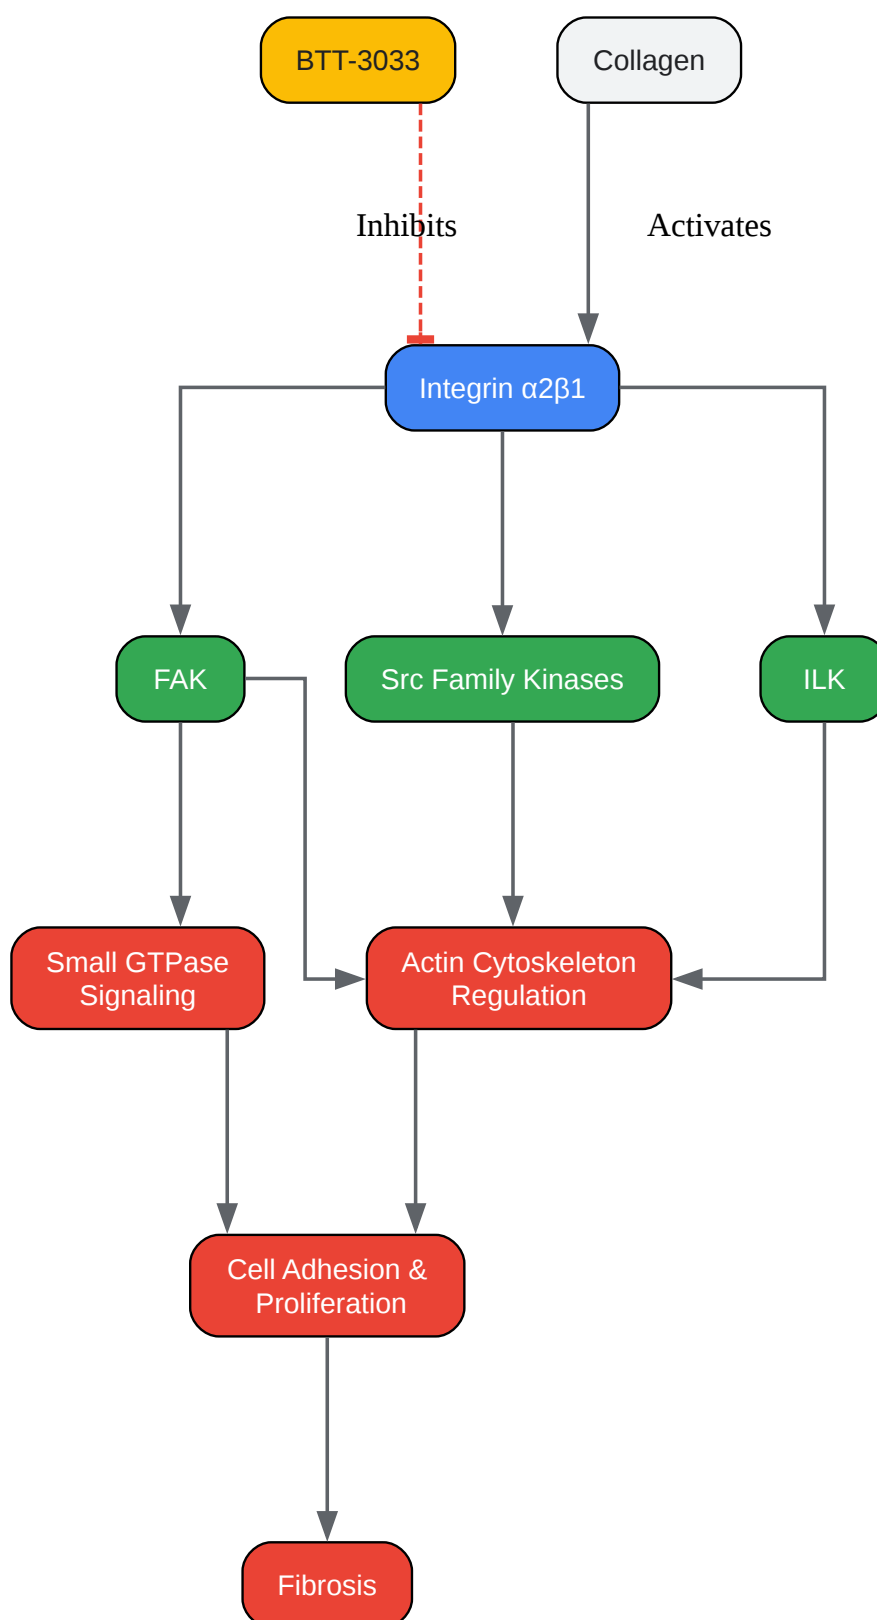 BTT-3033
Collagen
Inhibits
Activates
Integrin α2β1
FAK
Src Family Kinases
ILK
Small GTPase
Signaling
Actin Cytoskeleton
Regulation
Cell Adhesion &
Proliferation
Fibrosis